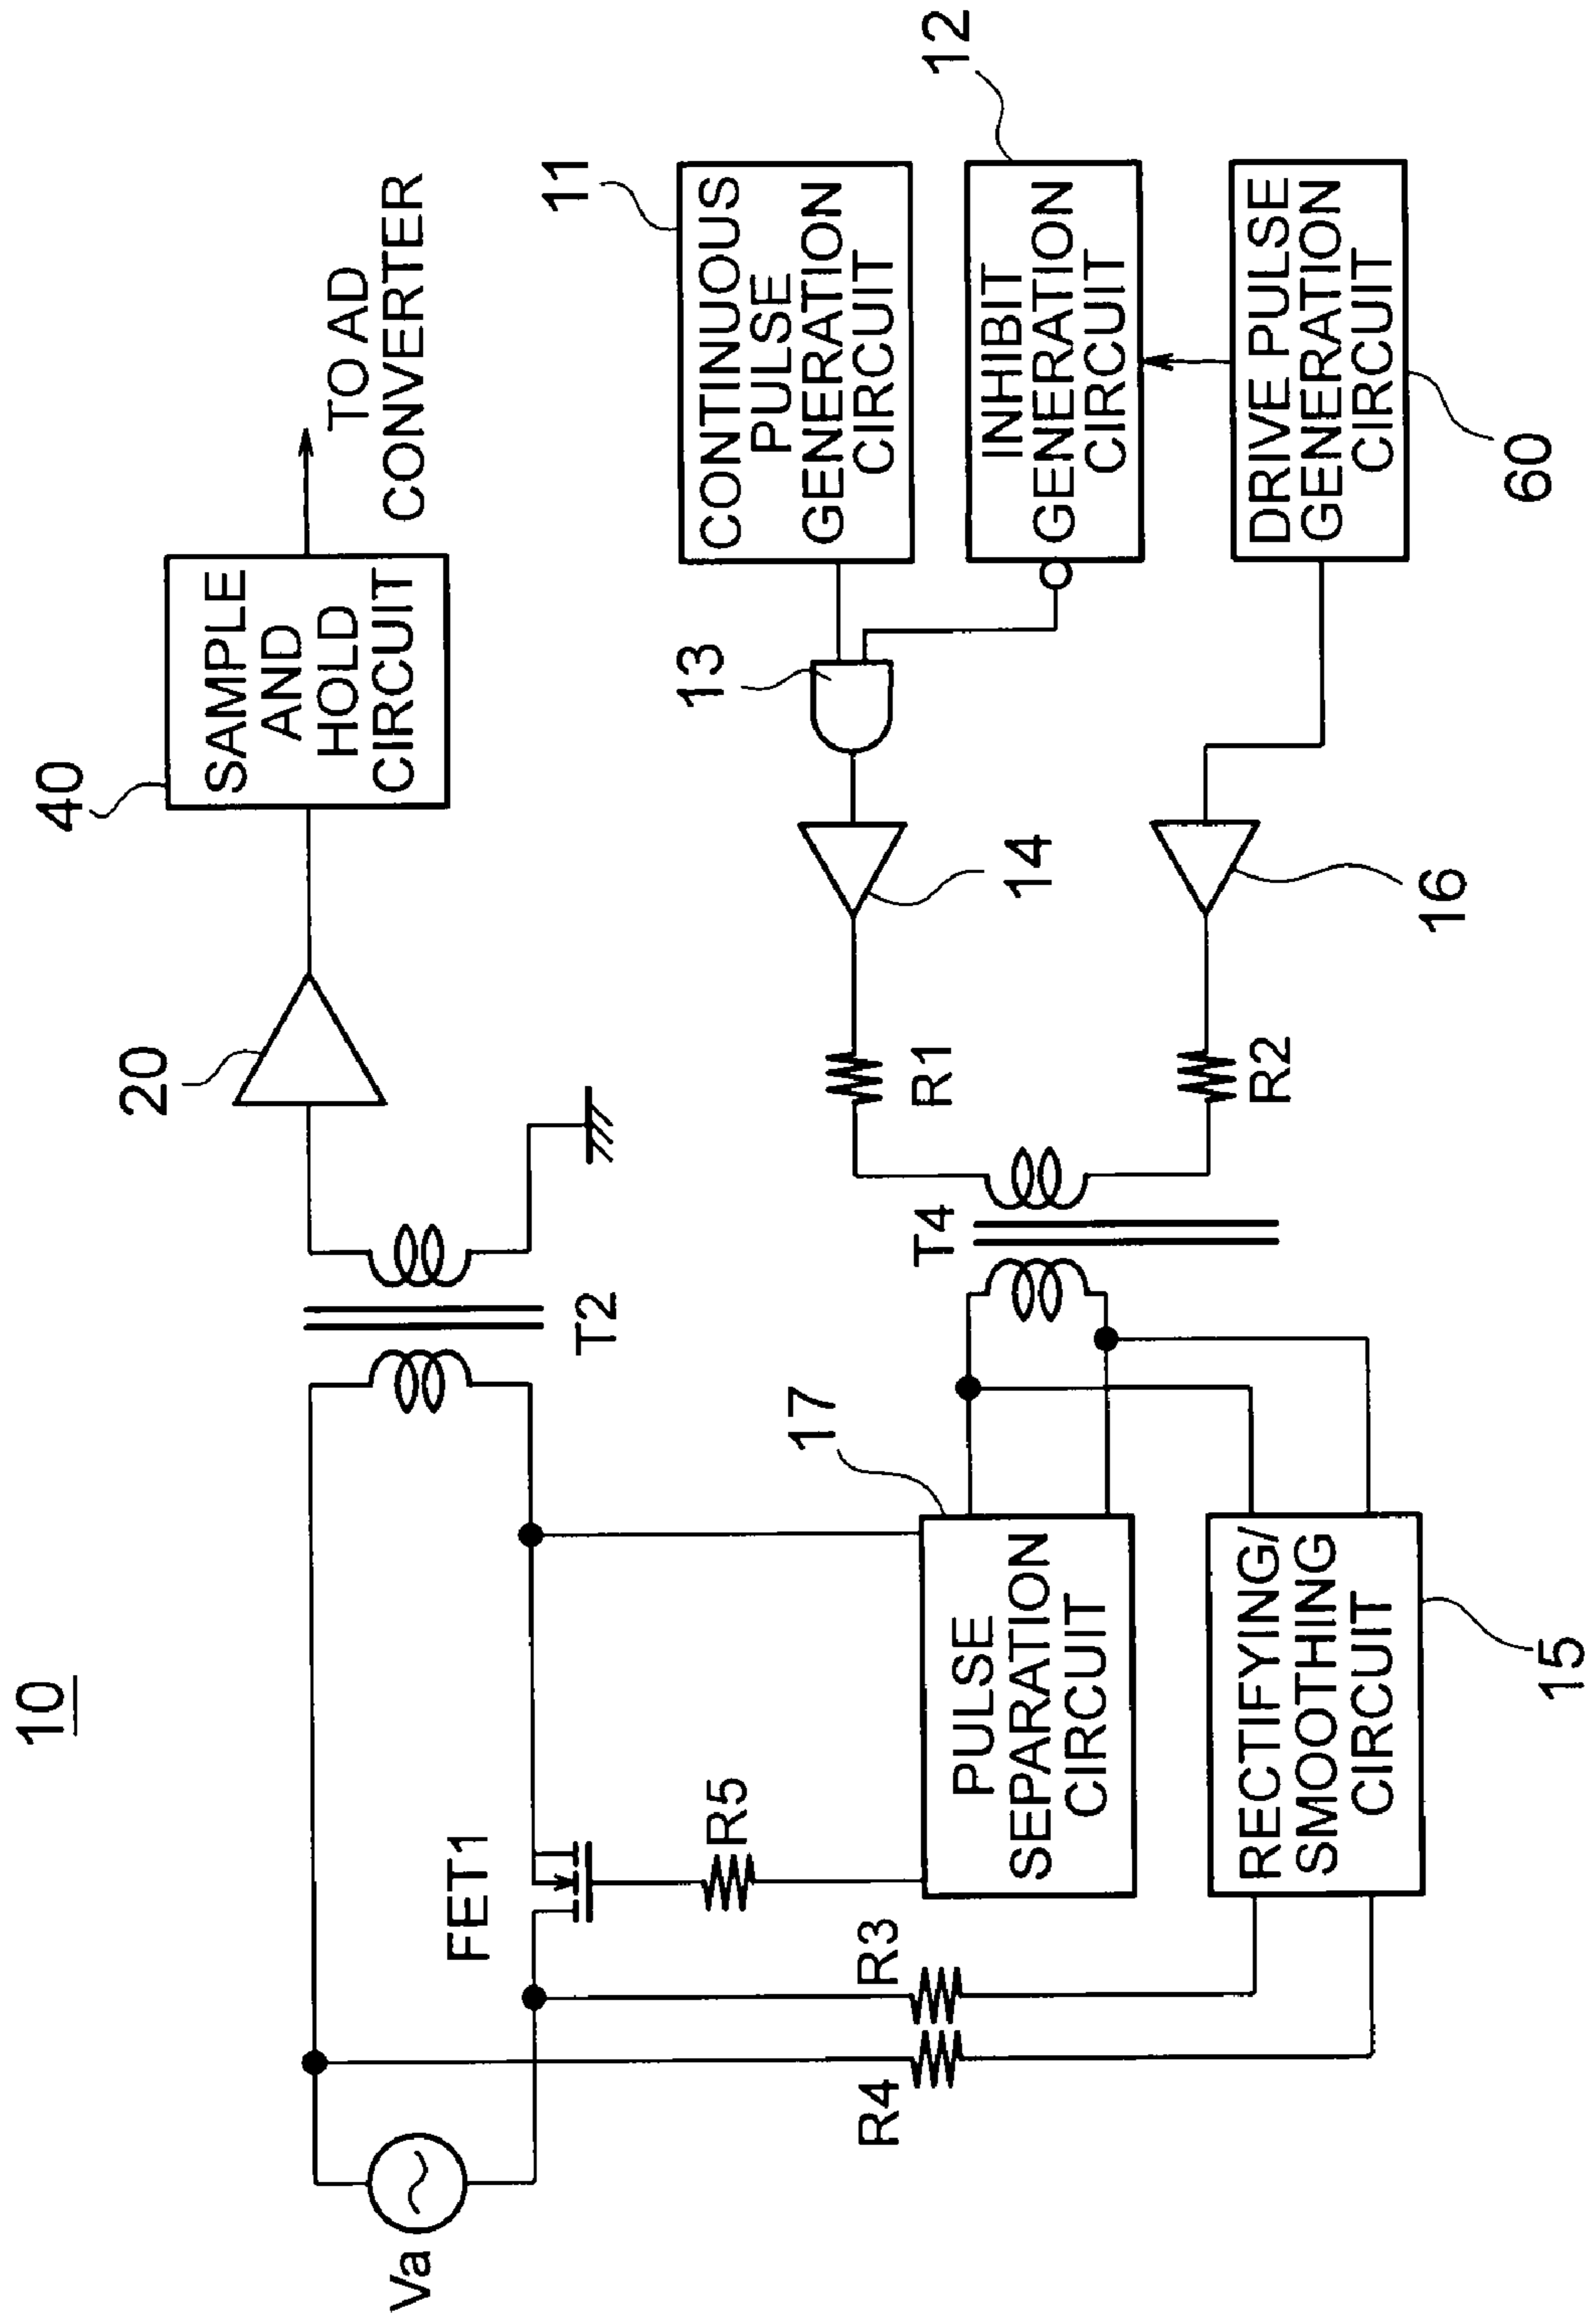 10
Va
FET1
R5
R3
R4
T2
20
40
SAMPLE
AND
HOLD
CIRCUIT
TO AD
CONVERTER
17
PULSE
SEPARATION
CIRCUIT
RECTIFYING/
SMOOTHING
CIRCUIT
15
T4
R1
R2
14
16
13
11
CONTINUOUS
PULSE
GENERATION
CIRCUIT
12
INHIBIT
GENERATION
CIRCUIT
DRIVE PULSE
GENERATION
CIRCUIT
60